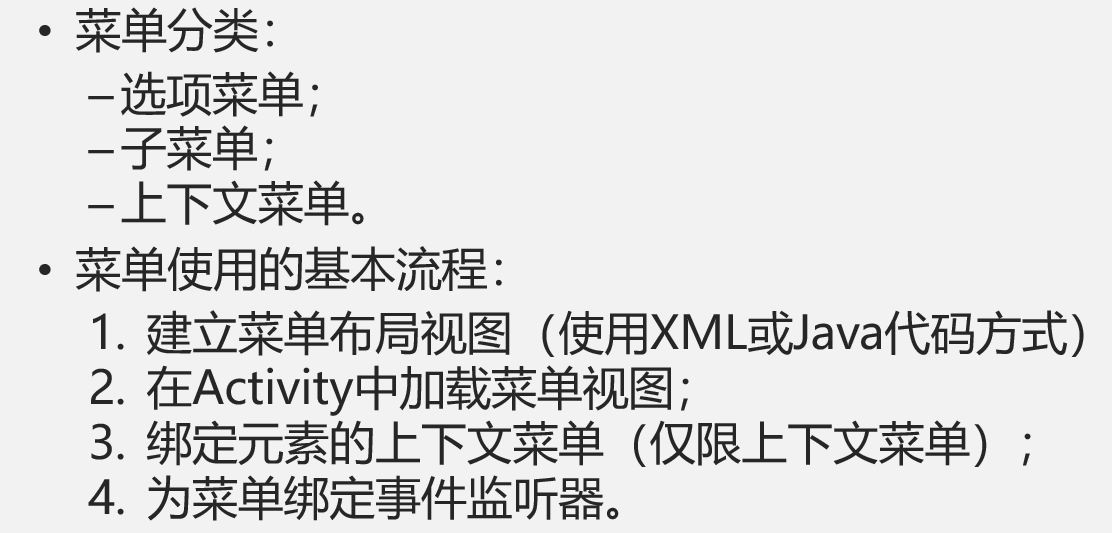 • 菜单分类：
–选项菜单；
–子菜单；
–上下文菜单。
• 菜单使用的基本流程：
1. 建立菜单布局视图（使用XML或Java代码方式）
2. 在Activity中加载菜单视图；
3. 绑定元素的上下文菜单（仅限上下文菜单）；
4. 为菜单绑定事件监听器。